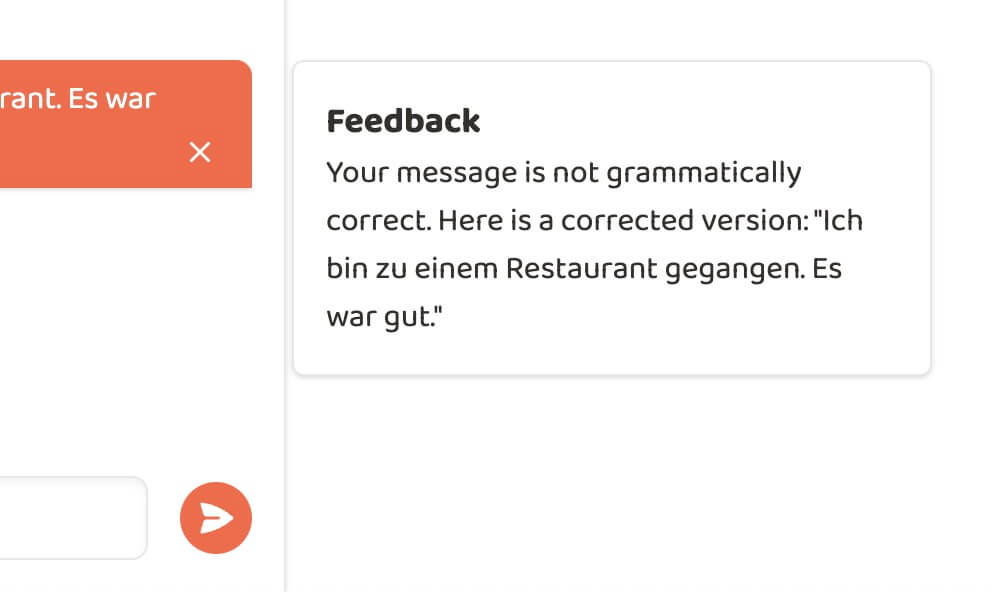 rant. Es war
Feedback
Your message is not grammatically
correct. Here is a corrected version: "Ich
bin zu einem Restaurant gegangen. Es
war gut."